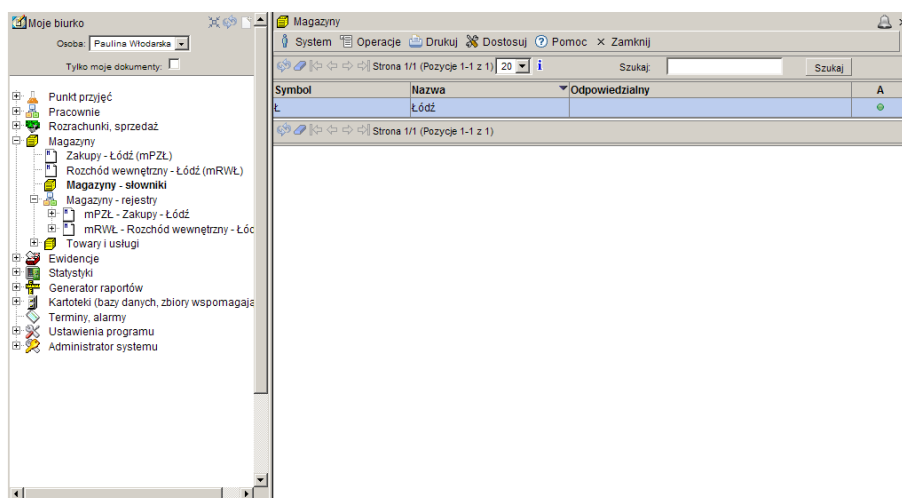 Moje biurko
Osoba: Paulina Włodarska
Tylko moje dokumenty:
Punkt przyjęć
Pracownie
Rozrachunki, sprzedaż
Magazyny
Zakupy - Łódź (mPZŁ)
Rozchód wewnętrzny - Łódź (mRWŁ)
Magazyny - słowniki
Magazyny - rejestry
mPZŁ - Zakupy - Łódź
mRWŁ - Rozchód wewnętrzny - Łóc
Towary i usługi
Ewidencje
Statystyki
Generator raportów
Kartoteki (bazy danych, zbiory wspomagaja
Terminy, alarmy
Ustawienia programu
Administrator systemu
Magazyny
System Operacje Drukuj Dostosuj Pomoc × Zamknij
Strona 1/1 (Pozycje 1-1 z 1) 20 i Szukaj: Szukaj
Symbol Nazwa Odpowiedzialny A
Ł Łódź
Strona 1/1 (Pozycje 1-1 z 1)